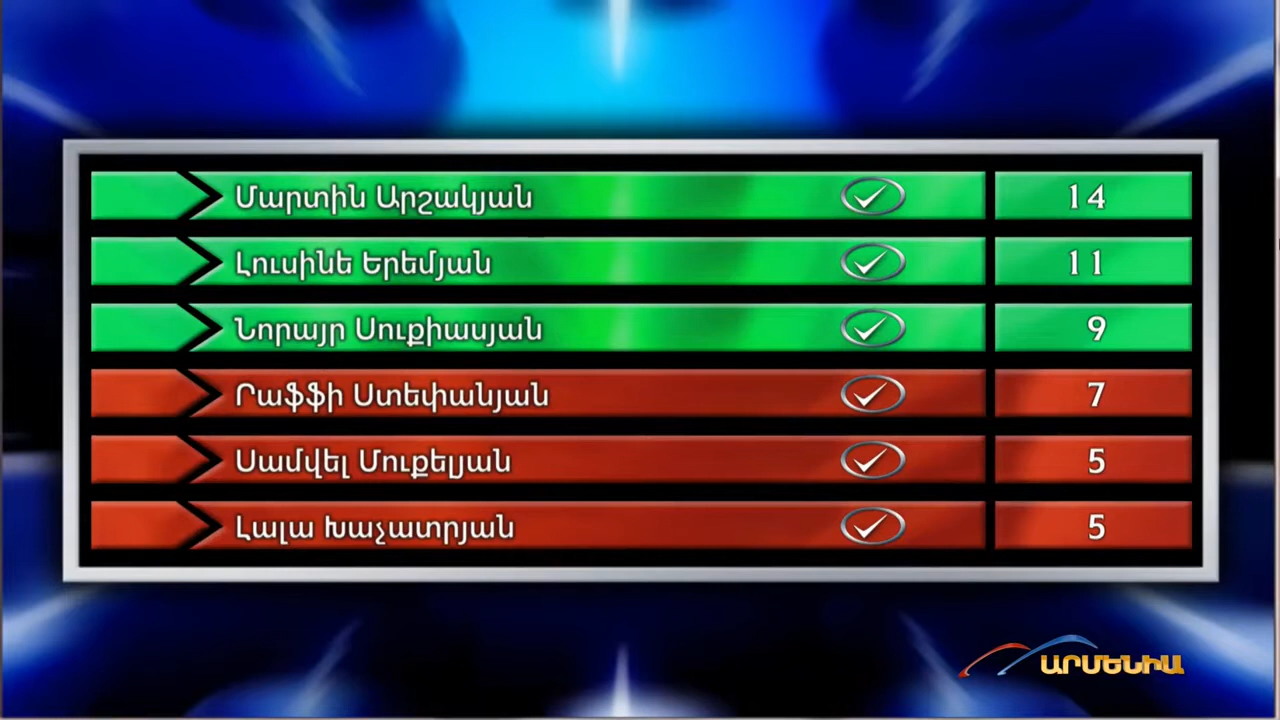 Մարտին Արշակյան 14
Լուսինե Երեմյան 11
Նորայր Սուքիասյան 9
Րաֆֆի Ստեփանյան 7
Սամվել Մուքելյան 5
Լալա Խաչատրյան 5
ԱՐՄԵՆԻԱ